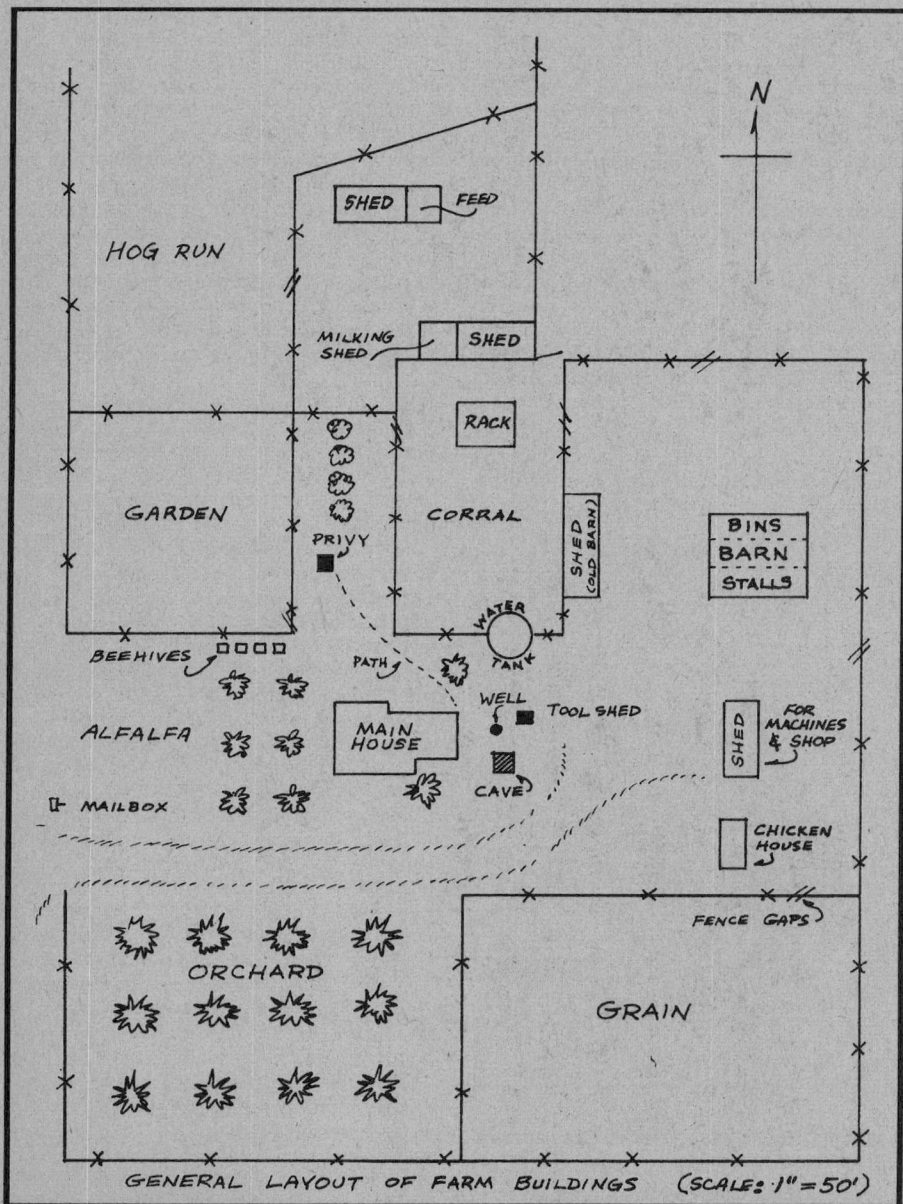 N
SHED
FEED
HOG RUN
MILKING
SHED
SHED
RACK
GARDEN
CORRAL
SHED
(OLD BARN)
BINS
BARN
STALLS
PRIVY
WATER
TANK
BEEHIVES
PATH
WELL
TOOL SHED
ALFALFA
MAIN
HOUSE
SHED
FOR
MACHINES
& SHOP
CAVE
MAILBOX
CHICKEN
HOUSE
FENCE GAPS
ORCHARD
GRAIN
GENERAL LAYOUT OF FARM BUILDINGS (SCALE: 1" = 50')